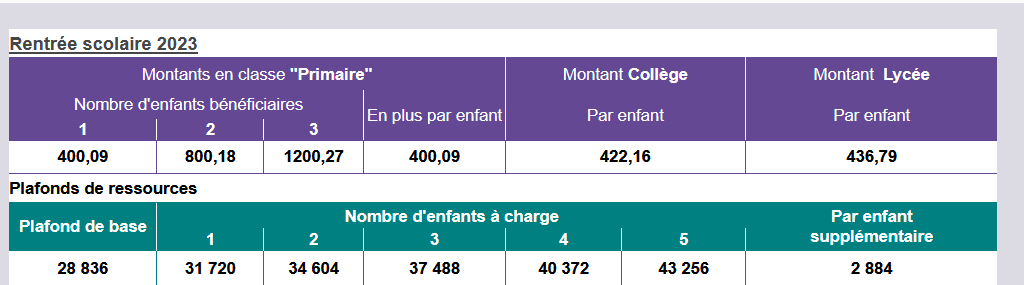 Rentrée scolaire 2023
Montants en classe "Primaire" Montant Collège Montant Lycée
Nombre d'enfants bénéficiaires En plus par enfant Par enfant Par enfant
1 2 3
400,09 800,18 1200,27 400,09 422,16 436,79
Plafonds de ressources
Plafond de base Nombre d'enfants à charge Par enfant supplémentaire
1 2 3 4 5
28 836 31 720 34 604 37 488 40 372 43 256 2 884